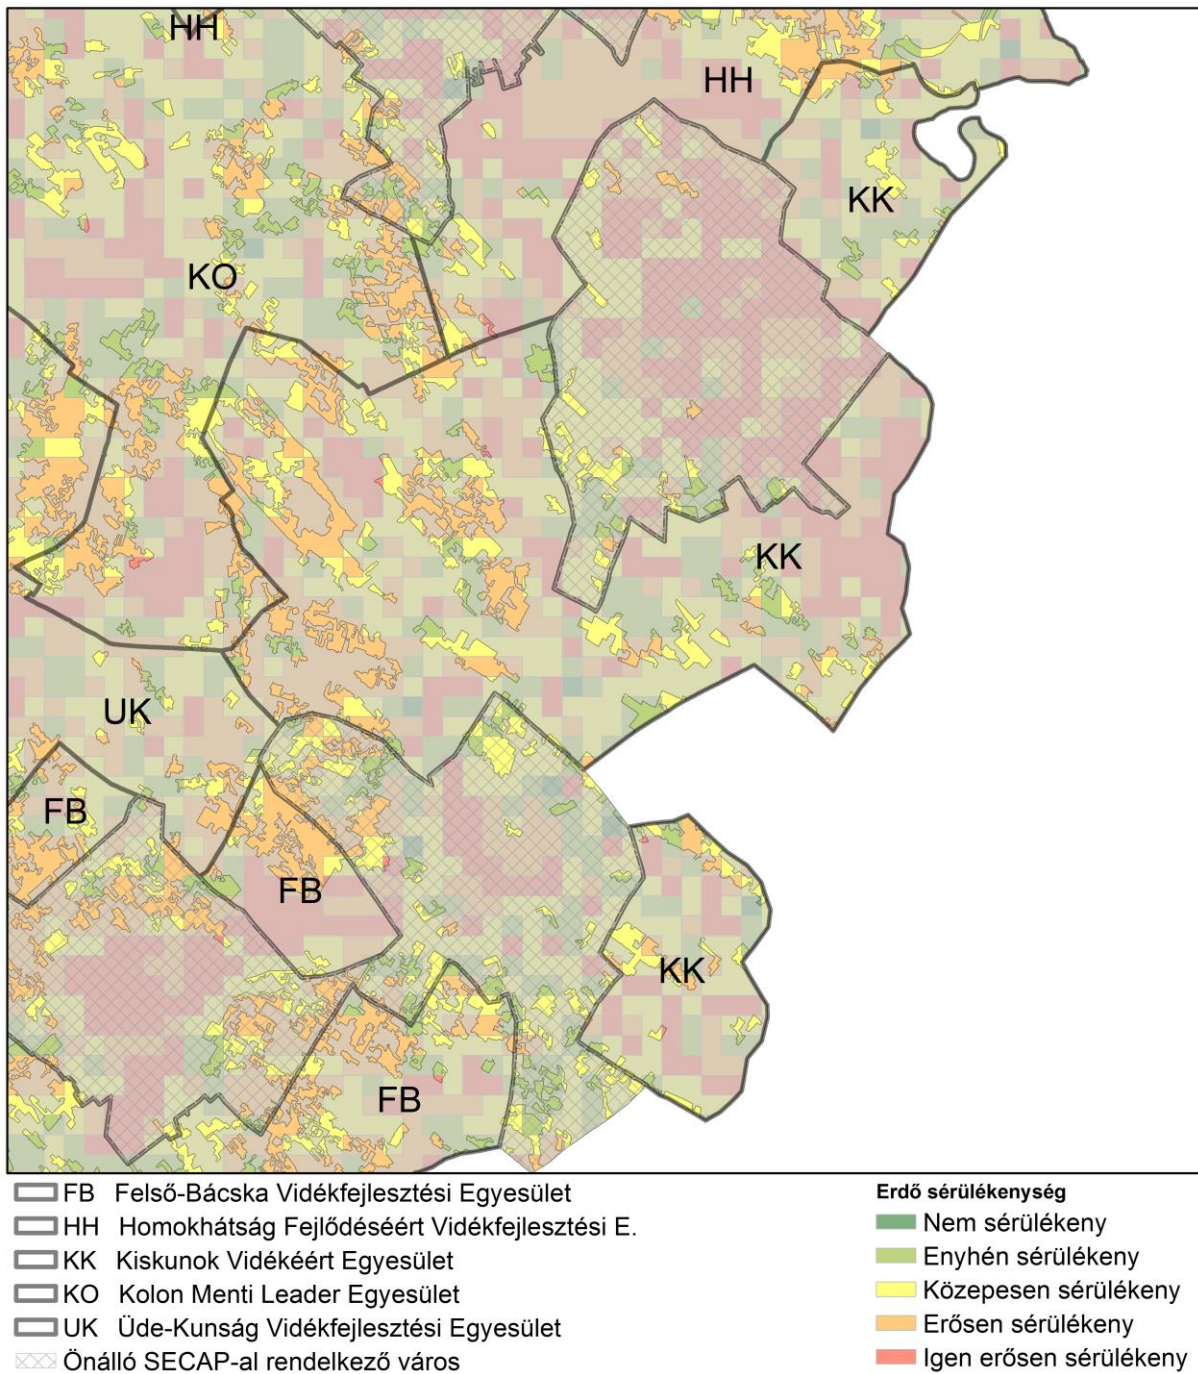 HH
HH
KK
KO
KK
UK
FB
FB
KK
FB
FB Felső-Bácska Vidékfejlesztési Egyesület
HH Homokhátság Fejlődéséért Vidékfejlesztési E.
KK Kiskunok Vidékéért Egyesület
KO Kolon Menti Leader Egyesület
UK Üde-Kunság Vidékfejlesztési Egyesület
Önálló SECAP-al rendelkező város
Erdő sérülékenység
Nem sérülékeny
Enyhén sérülékeny
Közepesen sérülékeny
Erősen sérülékeny
Igen erősen sérülékeny